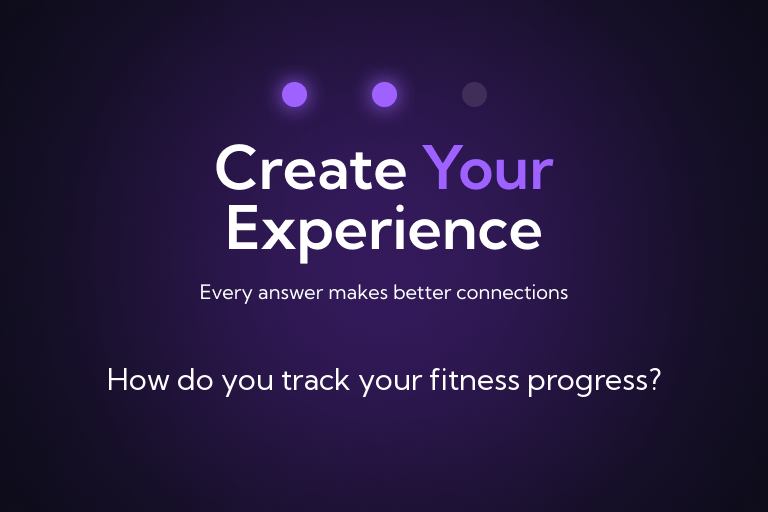 Create Your
Experience
Every answer makes better connections
How do you track your fitness progress?